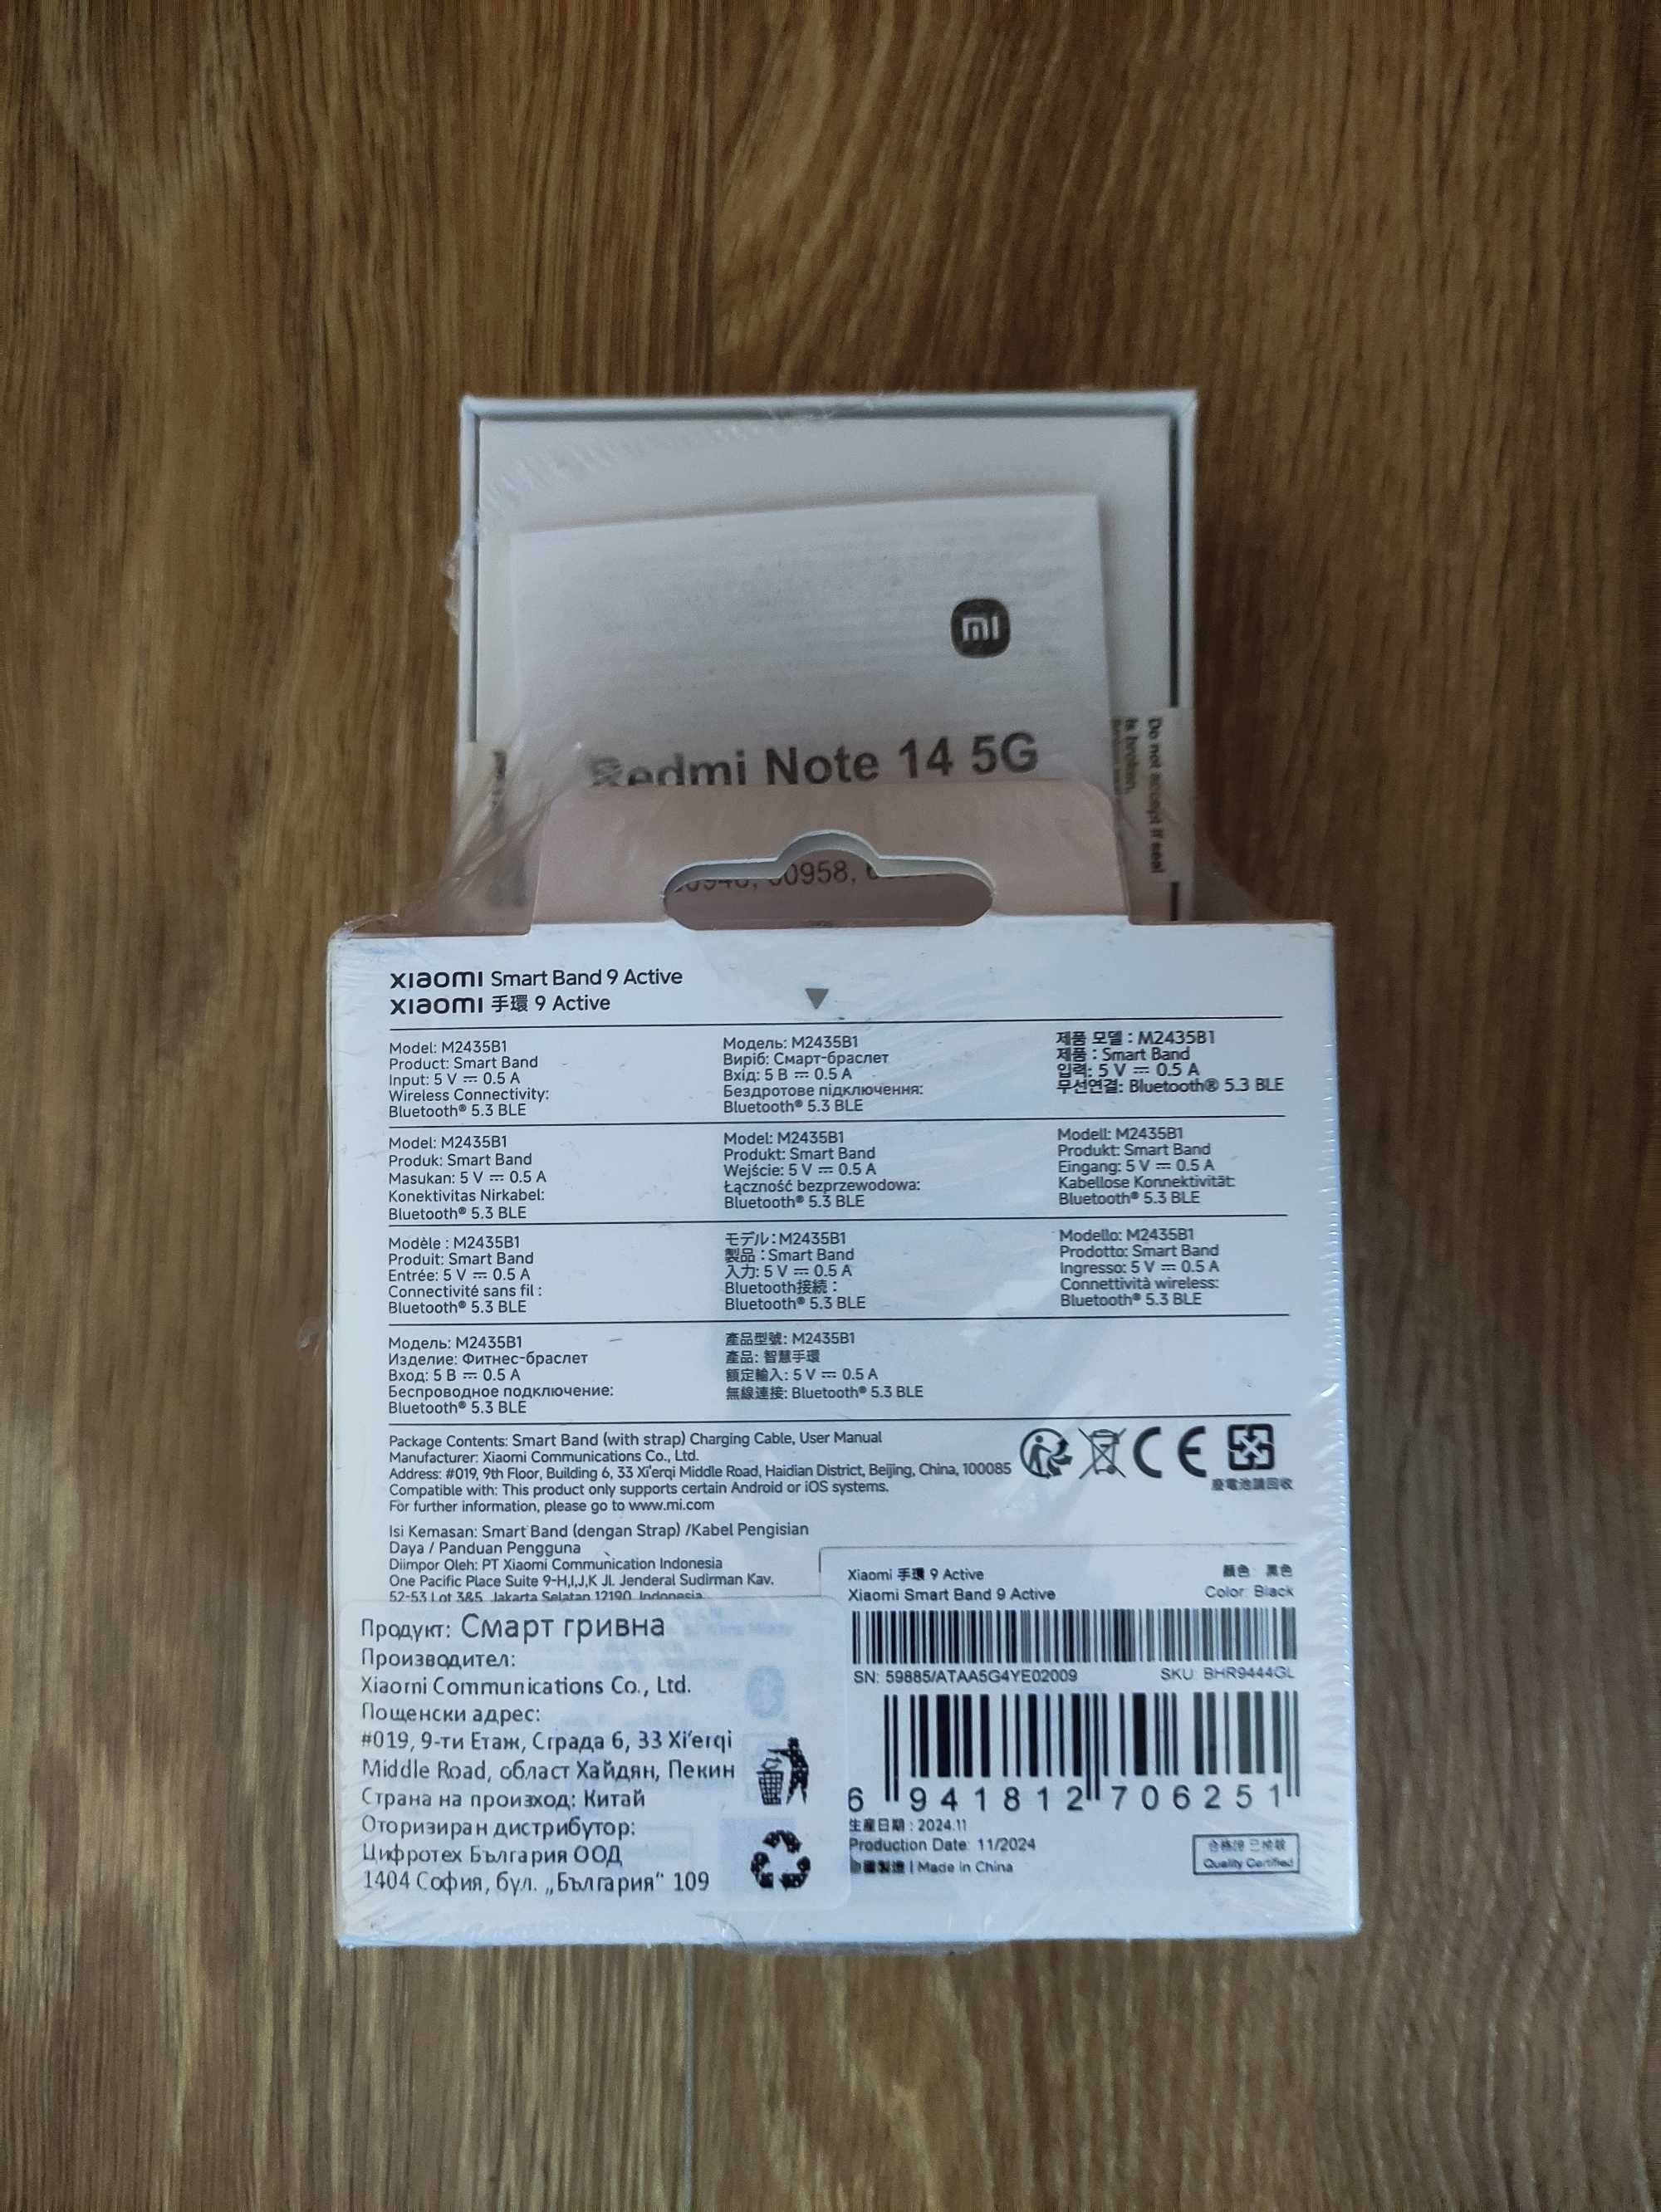 mi
Redmi Note 14 5G
Do not accept if seal
is broken.
00958,
xiaomi Smart Band 9 Active
xiaomi 手環 9 Active
Model: M2435B1
Product: Smart Band
Input: 5 V ⎓ 0.5 A
Wireless Connectivity:
Bluetooth® 5.3 BLE
Модель: M2435B1
Виріб: Смарт-браслет
Вхід: 5 В ⎓ 0.5 А
Бездротове підключення:
Bluetooth® 5.3 BLE
제품 모델 : M2435B1
제품 : Smart Band
입력: 5 V ⎓ 0.5 A
무선연결: Bluetooth® 5.3 BLE
Model: M2435B1
Produk: Smart Band
Masukan: 5 V ⎓ 0.5 A
Konektivitas Nirkabel:
Bluetooth® 5.3 BLE
Model: M2435B1
Produkt: Smart Band
Wejście: 5 V ⎓ 0.5 A
Łączność bezprzewodowa:
Bluetooth® 5.3 BLE
Modell: M2435B1
Produkt: Smart Band
Eingang: 5 V ⎓ 0.5 A
Kabellose Konnektivität:
Bluetooth® 5.3 BLE
Modèle : M2435B1
Produit: Smart Band
Entrée: 5 V ⎓ 0.5 A
Connectivité sans fil :
Bluetooth® 5.3 BLE
モデル：M2435B1
製品：Smart Band
入力: 5 V ⎓ 0.5 A
Bluetooth接続：
Bluetooth® 5.3 BLE
Modello: M2435B1
Prodotto: Smart Band
Ingresso: 5 V ⎓ 0.5 A
Connettività wireless:
Bluetooth® 5.3 BLE
Модель: M2435B1
Изделие: Фитнес-браслет
Вход: 5 В ⎓ 0.5 А
Беспроводное подключение:
Bluetooth® 5.3 BLE
產品型號: M2435B1
產品: 智慧手環
額定輸入: 5 V ⎓ 0.5 A
無線連接: Bluetooth® 5.3 BLE
Package Contents: Smart Band (with strap) Charging Cable, User Manual
Manufacturer: Xiaomi Communications Co., Ltd.
Address: #019, 9th Floor, Building 6, 33 Xi'erqi Middle Road, Haidian District, Beijing, China, 100085
Compatible with: This product only supports certain Android or iOS systems.
For further information, please go to www.mi.com
CE
廢電池請回收
Isi Kemasan: Smart Band (dengan Strap) /Kabel Pengisian
Daya / Panduan Pengguna
Diimpor Oleh: PT Xiaomi Communication Indonesia
One Pacific Place Suite 9-H,I,J,K Jl. Jenderal Sudirman Kav.
52-53 Lot 3&5, Jakarta Selatan 12190, Indonesia
Продукт: Смарт гривна
Производител:
Xiaomi Communications Co., Ltd.
Пощенски адрес:
#019, 9-ти Етаж, Сграда 6, 33 Xi'erqi
Middle Road, област Хайдян, Пекин
Страна на произход: Китай
Оторизиран дистрибутор:
Цифротех България ООД
1404 София, бул. „България“ 109
Xiaomi 手環 9 Active
顏色: 黑色
Xiaomi Smart Band 9 Active
Color: Black
SN: 59885/ATAA5G4YE02009
SKU: BHR9444GL
6 941812 706251
生產日期 : 2024.11
Production Date: 11/2024
中國製造 | Made in China
Quality Certified